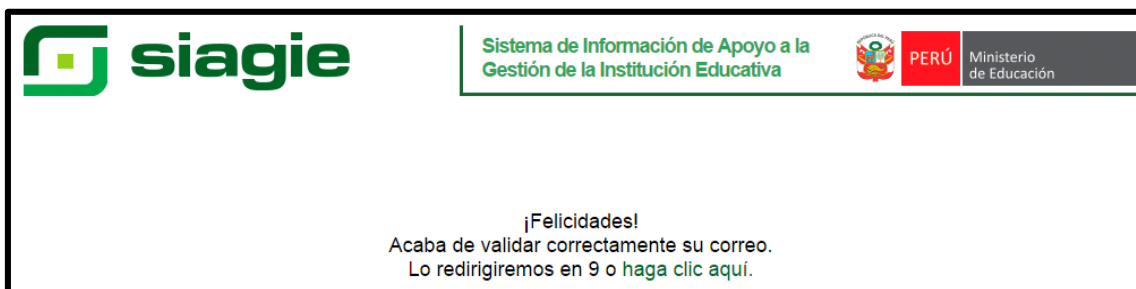 siagie
Sistema de Información de Apoyo a la
Gestión de la Institución Educativa
PERÚ
Ministerio
de Educación
¡Felicidades!
Acaba de validar correctamente su correo.
Lo redirigiremos en 9 o haga clic aquí.